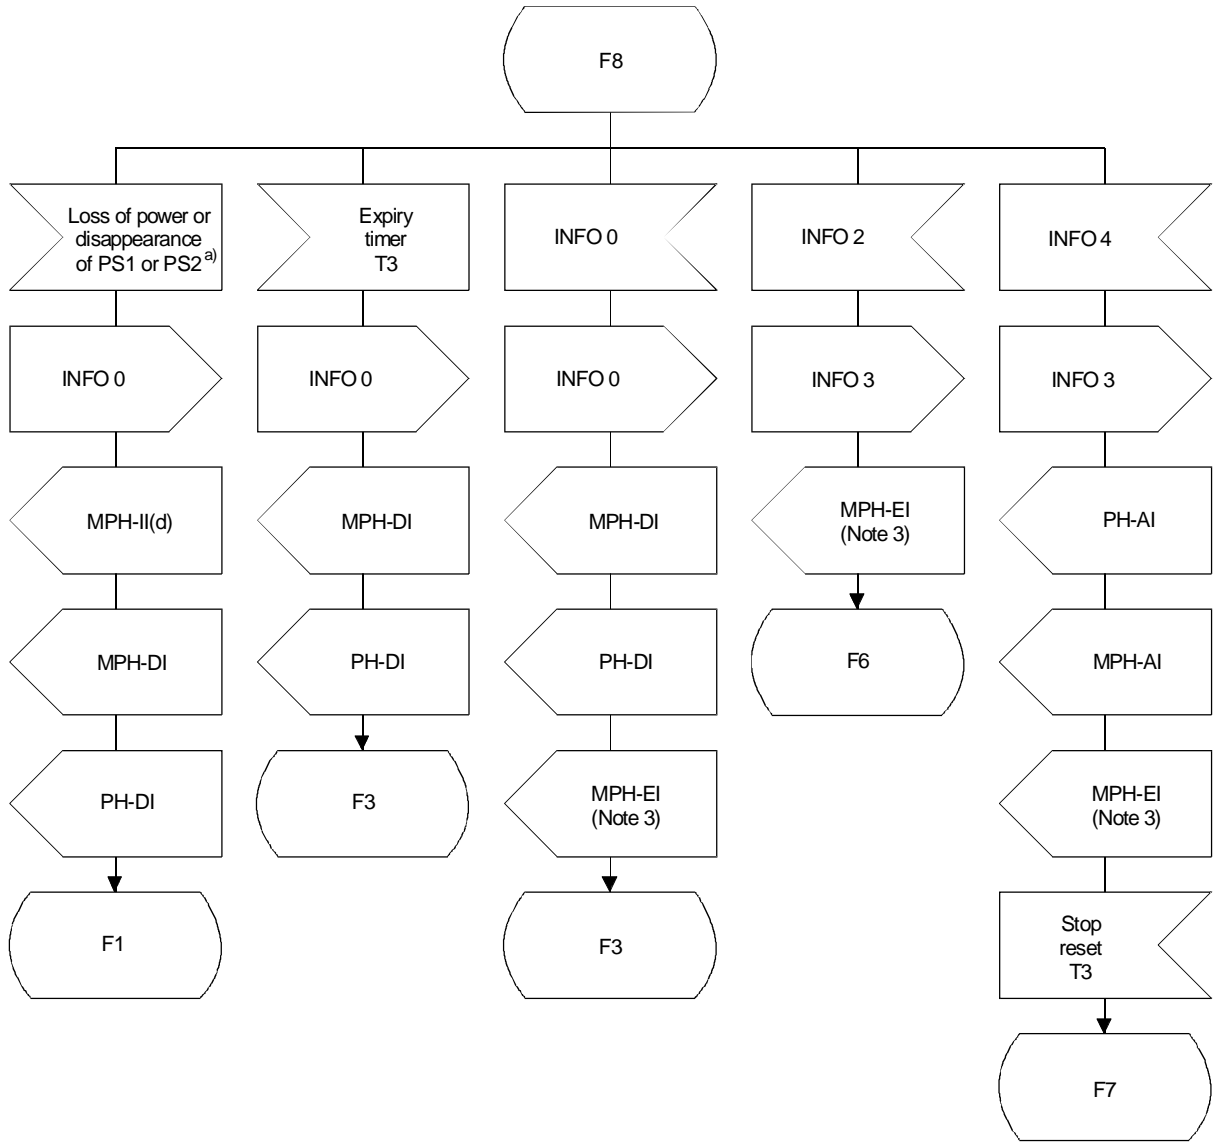 F8
Loss of power or
disappearance
of PS1 or PS2 a)
Expiry
timer
T3
INFO 0
INFO 2
INFO 4
INFO 0
INFO 0
INFO 0
INFO 3
INFO 3
MPH-II(d)
MPH-DI
MPH-DI
MPH-EI
(Note 3)
PH-AI
MPH-DI
PH-DI
PH-DI
F6
MPH-AI
PH-DI
F3
MPH-EI
(Note 3)
MPH-EI
(Note 3)
F1
F3
Stop
reset
T3
F7